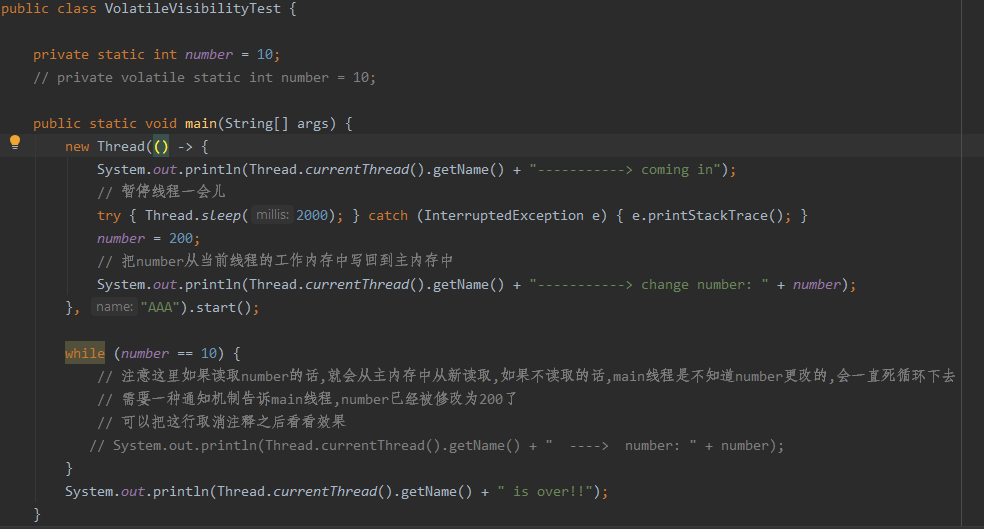 public class VolatileVisibilityTest {
private static int number = 10;
// private volatile static int number = 10;
public static void main(String[] args) {
new Thread(() -> {
System.out.println(Thread.currentThread().getName() + "-----------> coming in");
// 暂停线程一会儿
try { Thread.sleep( millis: 2000); } catch (InterruptedException e) { e.printStackTrace(); }
number = 200;
// 把number从当前线程的工作内存中写回到主内存中
System.out.println(Thread.currentThread().getName() + "-----------> change number: " + number);
}, name: "AAA").start();
while (number == 10) {
// 注意这里如果读取number的话,就会从主内存中从新读取,如果不读取的话,main线程是不知道number更改的,会一直死循环下去
// 需要一种通知机制告诉main线程,number已经被修改为200了
// 可以把这行取消注释之后看看效果
// System.out.println(Thread.currentThread().getName() + "  ---->  number: " + number);
}
System.out.println(Thread.currentThread().getName() + " is over!!");
}